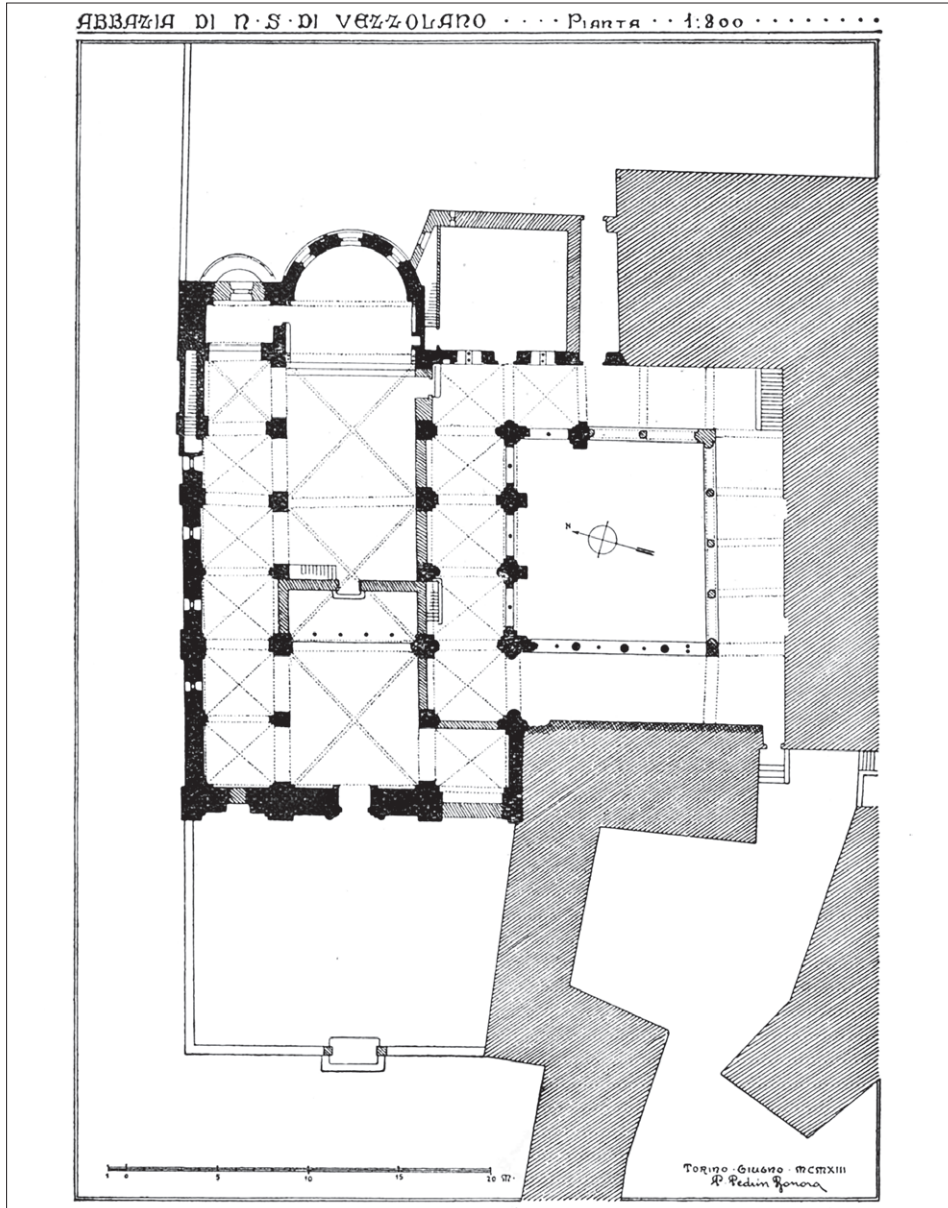 ABBAZIA DI N·S·DI VEZZOLANO ···· PIANTA ·· 1:200 ·······
N
1 0 5 10 15 20 M.
TORINO·GIUGNO·MCMXIII